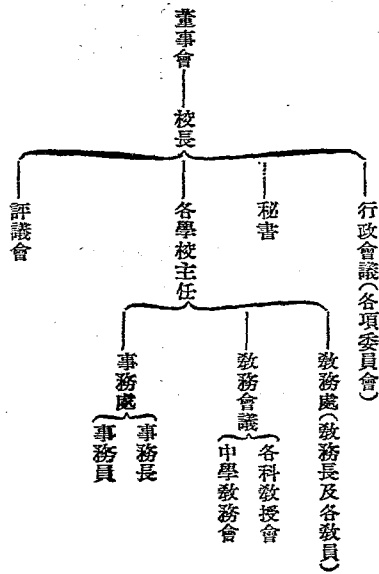 董事會
校長
行政會議(各項委員會)
秘書
各學校主任
評議會
教務處(教務長及各教員)
教務會議
各科教授會
中學教務會
事務處
事務長
事務員